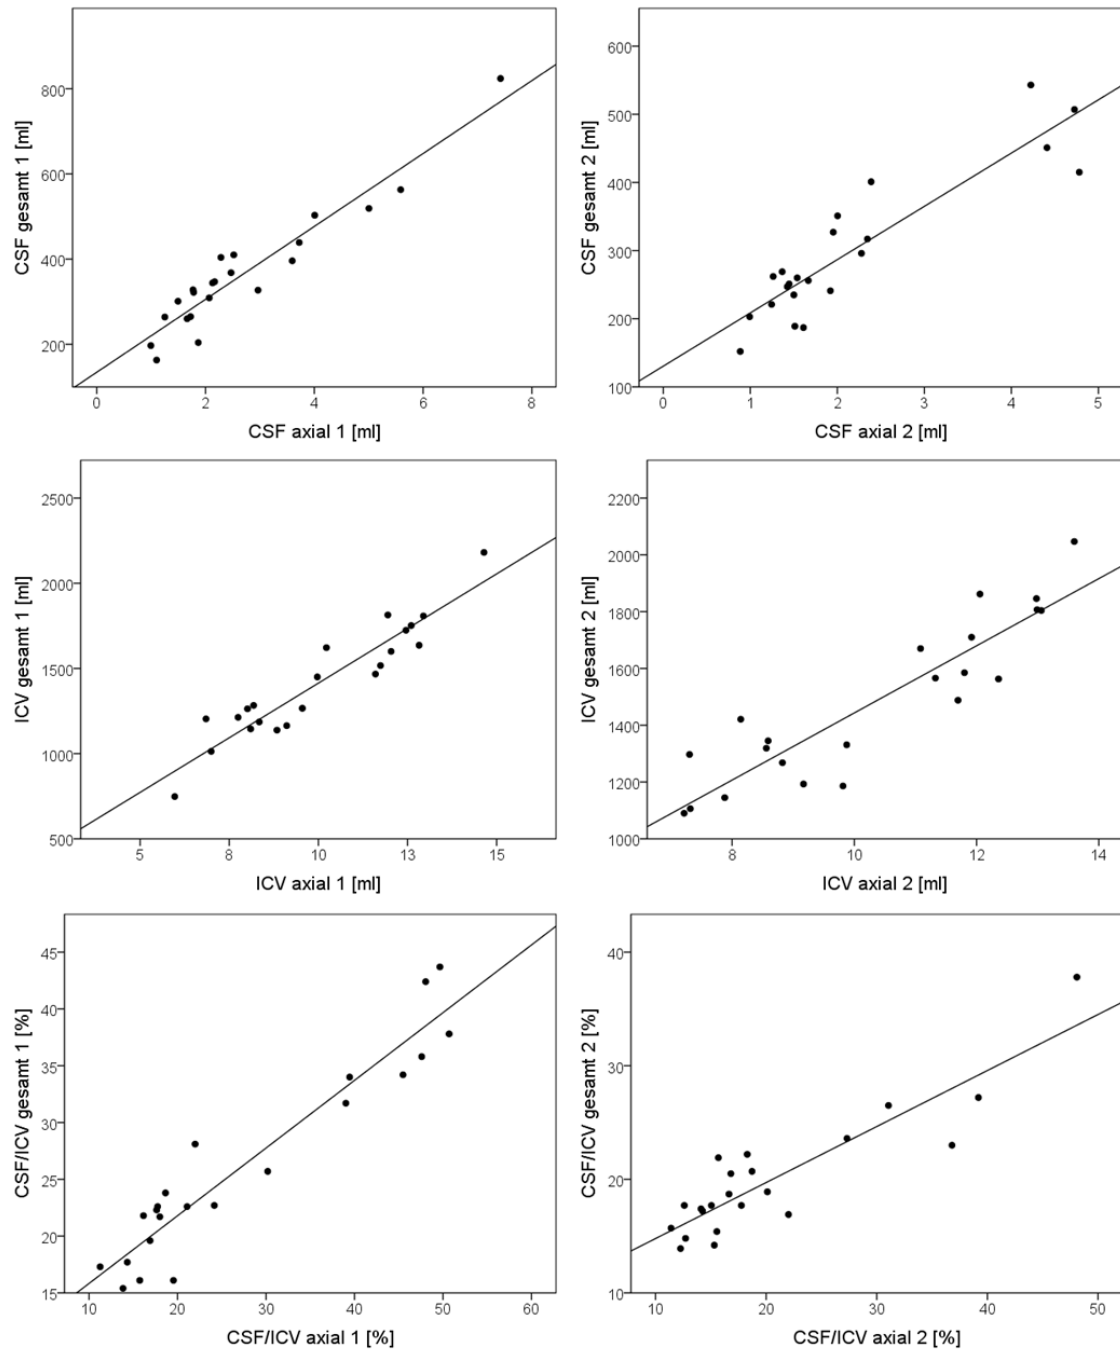 CSF gesamt 1 [ml]
800
600
400
200
0 2 4 6 8
CSF axial 1 [ml]
CSF gesamt 2 [ml]
600
500
400
300
200
100
0 1 2 3 4 5
CSF axial 2 [ml]
ICV gesamt 1 [ml]
2500
2000
1500
1000
500
5 8 10 13 15
ICV axial 1 [ml]
ICV gesamt 2 [ml]
2200
2000
1800
1600
1400
1200
1000
8 10 12 14
ICV axial 2 [ml]
CSF/ICV gesamt 1 [%]
45
40
35
30
25
20
15
10 20 30 40 50 60
CSF/ICV axial 1 [%]
CSF/ICV gesamt 2 [%]
40
30
20
10
10 20 30 40 50
CSF/ICV axial 2 [%]